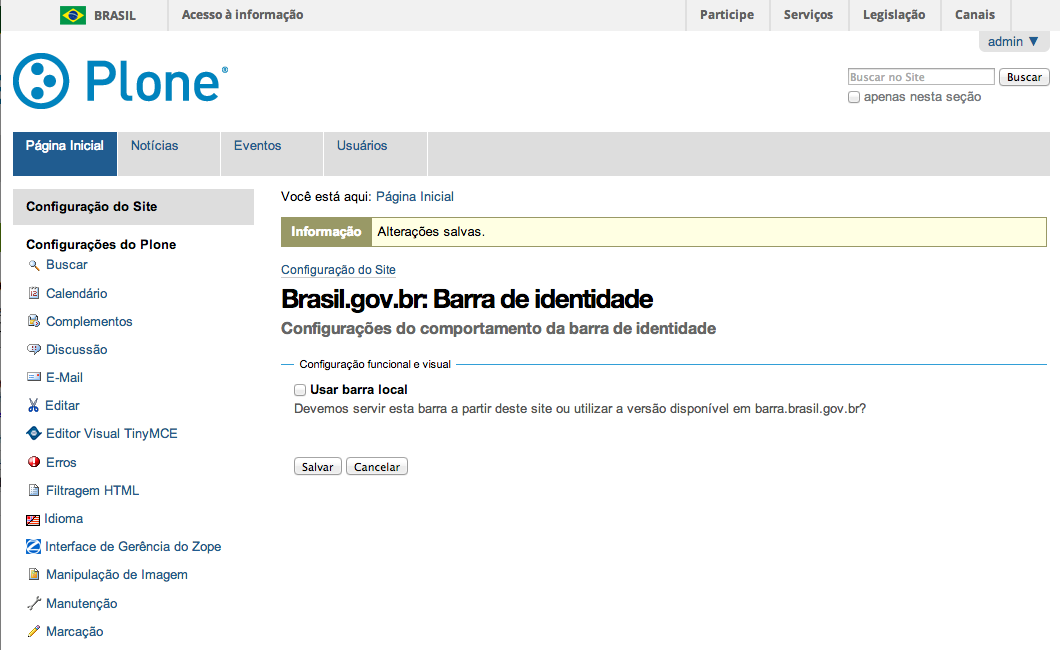 BRASIL Acesso à informação Participe Serviços Legislação Canais
admin ▼
Plone®
Buscar no Site Buscar
apenas nesta seção
Página Inicial Notícias Eventos Usuários
Configuração do Site
Configurações do Plone
Buscar
Calendário
Complementos
Discussão
E-Mail
Editar
Editor Visual TinyMCE
Erros
Filtragem HTML
Idioma
Interface de Gerência do Zope
Manipulação de Imagem
Manutenção
Marcação
Você está aqui: Página Inicial
Informação Alterações salvas.
Configuração do Site
Brasil.gov.br: Barra de identidade
Configurações do comportamento da barra de identidade
Configuração funcional e visual
Usar barra local
Devemos servir esta barra a partir deste site ou utilizar a versão disponível em barra.brasil.gov.br?
Salvar Cancelar